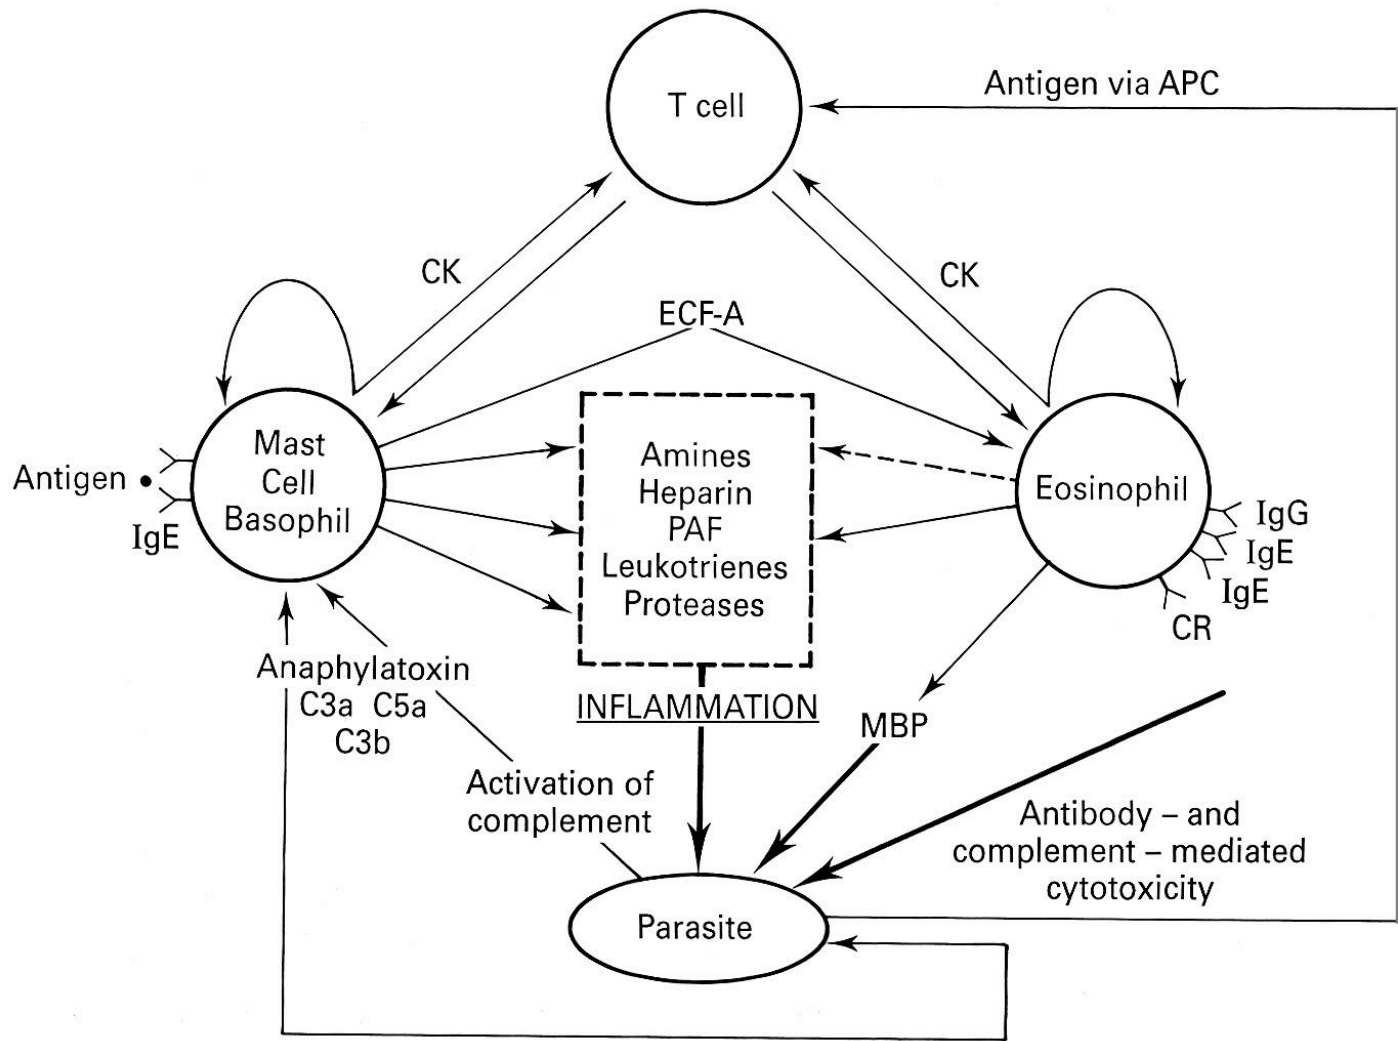 T cell
Antigen via APC
CK
CK
ECF-A
Mast
Cell
Basophil
Antigen
IgE
Amines
Heparin
PAF
Leukotrienes
Proteases
Eosinophil
IgG
IgE
IgE
CR
Anaphylatoxin
C3a C5a
C3b
INFLAMMATION
MBP
Activation of
complement
Antibody – and
complement – mediated
cytotoxicity
Parasite